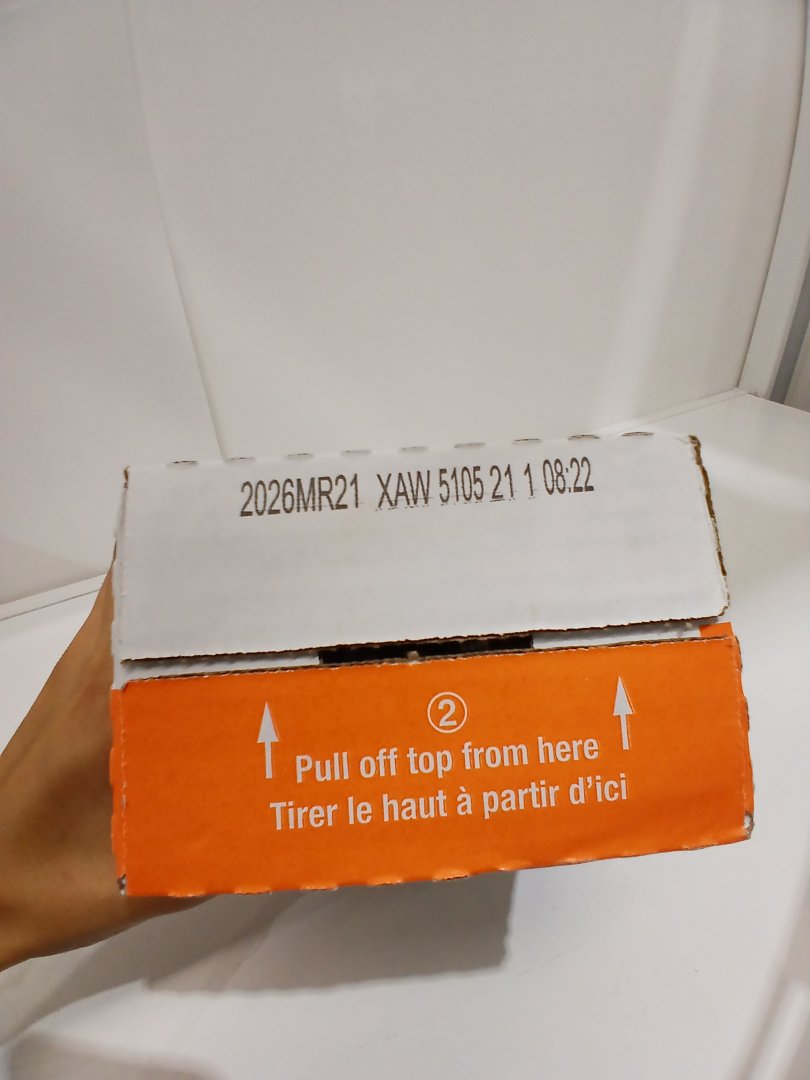 2026MR21 XAW 5105 21 1 08:22
2
Pull off top from here
Tirer le haut à partir d'ici